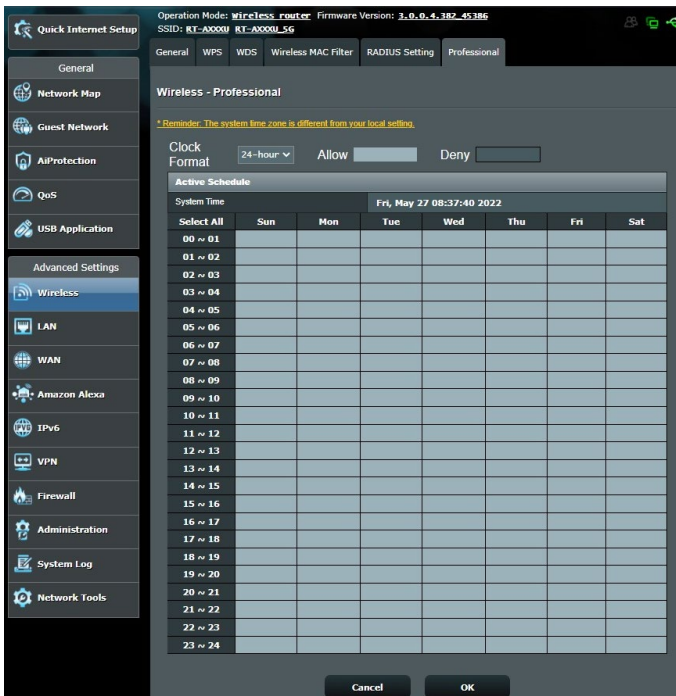 Quick Internet Setup
General
Network Map
Guest Network
AiProtection
QoS
USB Application
Advanced Settings
Wireless
LAN
WAN
Amazon Alexa
IPv6
VPN
Firewall
Administration
System Log
Network Tools
Operation Mode: Wireless router Firmware Version: 3.0.0.4.382_45386
SSID: RT-AXXXU RT-AXXXU_5G
General WPS WDS Wireless MAC Filter RADIUS Setting Professional
Wireless - Professional
* Reminder: The system time zone is different from your local setting.
Clock Format 24-hour Allow Deny
Active Schedule
System Time Fri, May 27 08:37:40 2022
Select All Sun Mon Tue Wed Thu Fri Sat
00 ~ 01
01 ~ 02
02 ~ 03
03 ~ 04
04 ~ 05
05 ~ 06
06 ~ 07
07 ~ 08
08 ~ 09
09 ~ 10
10 ~ 11
11 ~ 12
12 ~ 13
13 ~ 14
14 ~ 15
15 ~ 16
16 ~ 17
17 ~ 18
18 ~ 19
19 ~ 20
20 ~ 21
21 ~ 22
22 ~ 23
23 ~ 24
Cancel OK